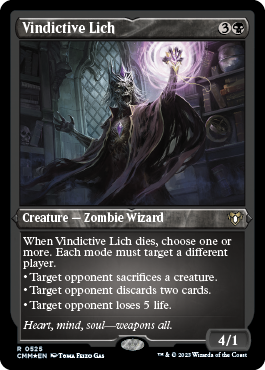 Vindictive Lich 3
Creature — Zombie Wizard
When Vindictive Lich dies, choose one or
more. Each mode must target a different
player.
• Target opponent sacrifices a creature.
• Target opponent discards two cards.
• Target opponent loses 5 life.
Heart, mind, soul—weapons all.
4/1
R 0525
CMM★EN Toma Feizo Gas
™ & © 2023 Wizards of the Coast